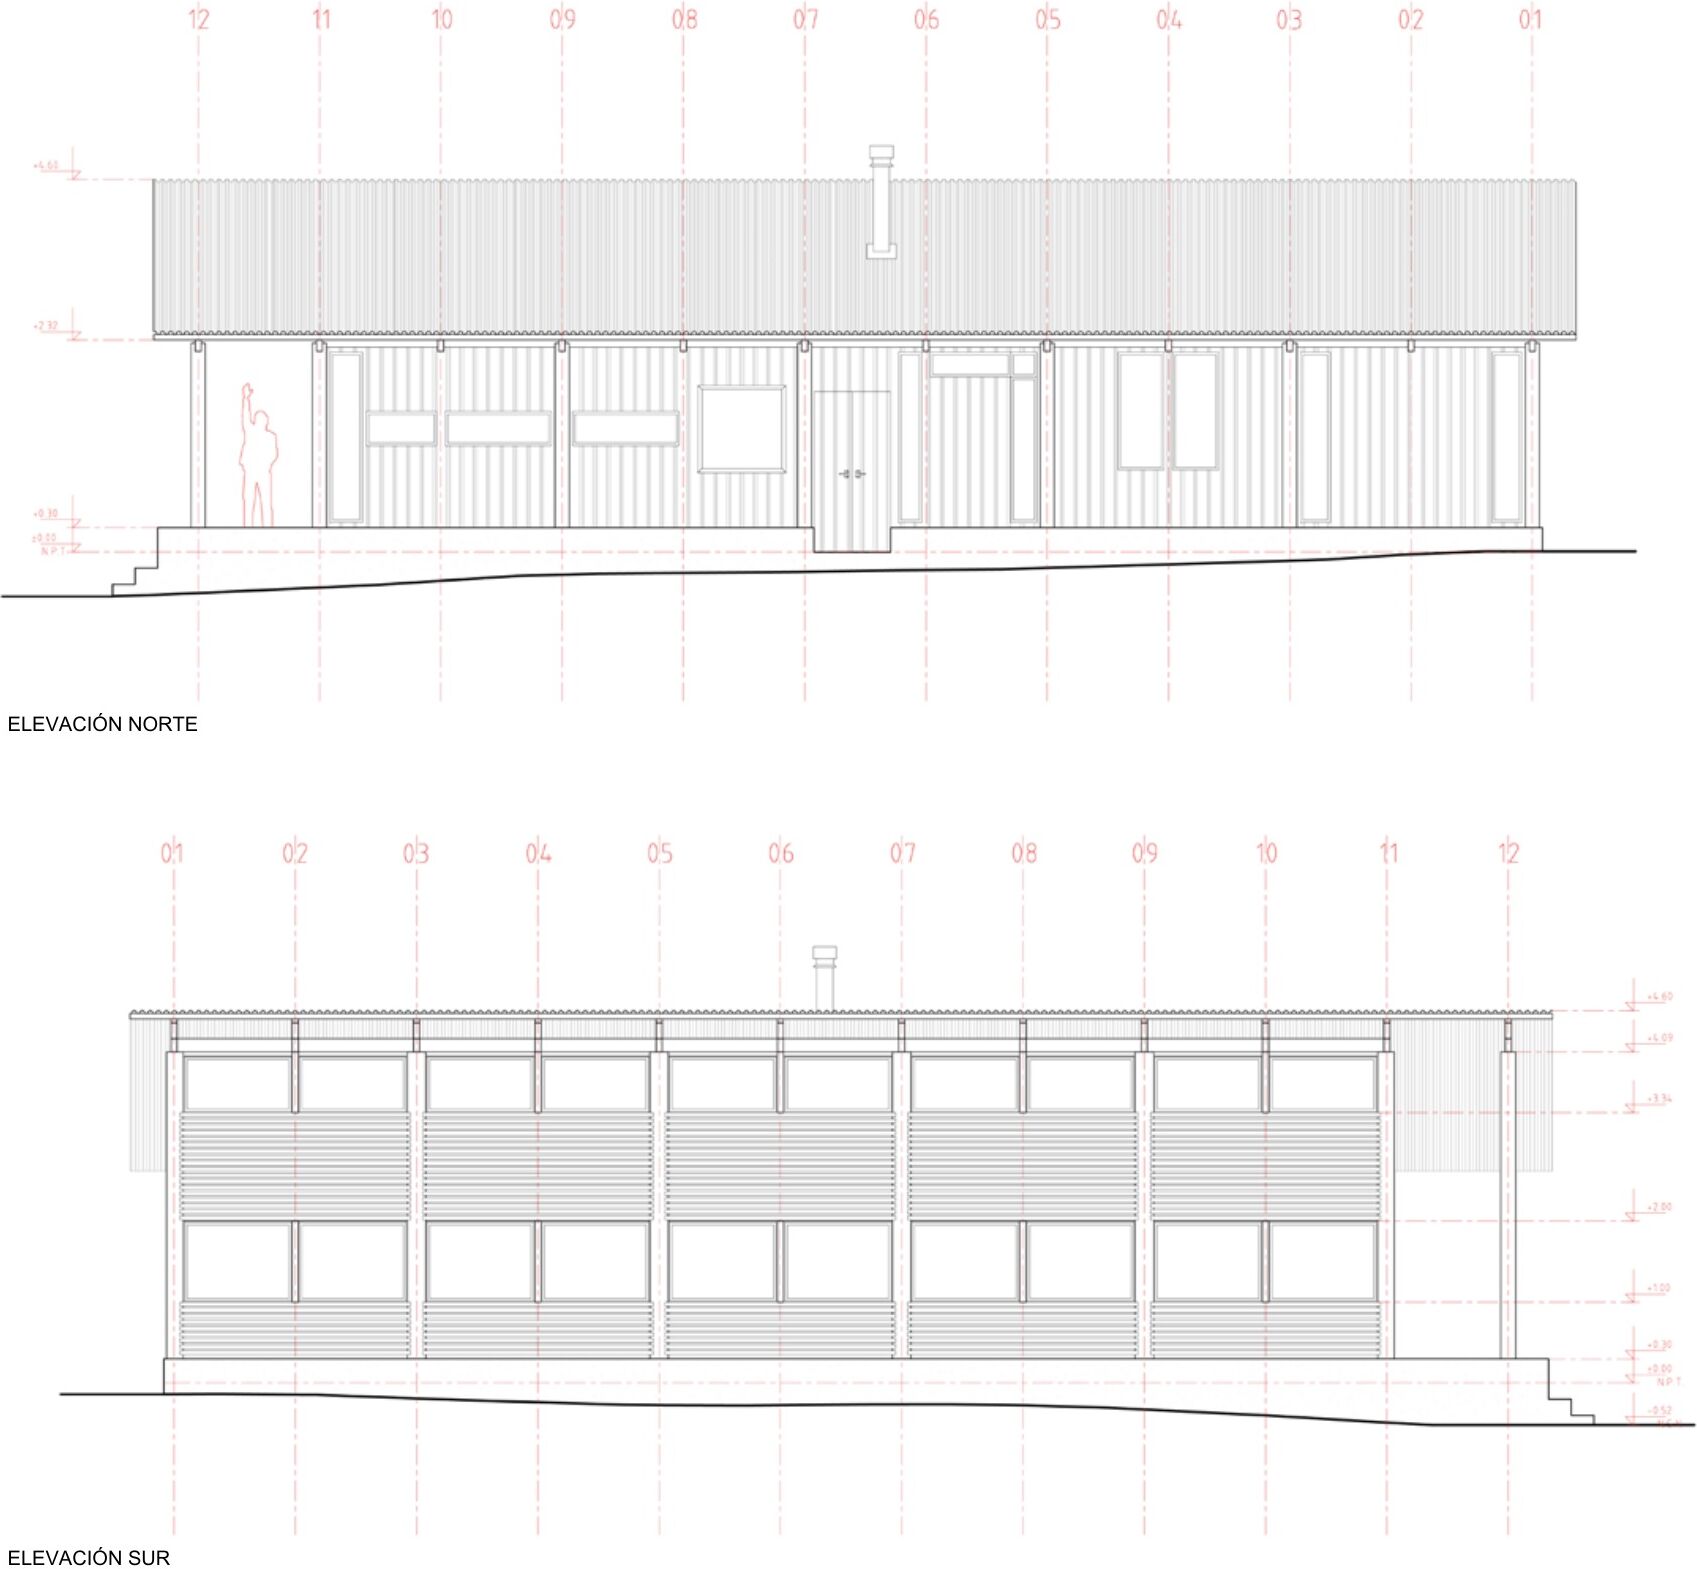 12 11 10 09 08 07 06 05 04 03 02 01
+4.60
+2.32
+0.30
±0.00
N.P.T.
ELEVACIÓN NORTE
01 02 03 04 05 06 07 08 09 10 11 12
+4.60
+4.09
+3.34
+2.00
+1.00
+0.30
±0.00
N.P.T.
-0.52
ELEVACIÓN SUR